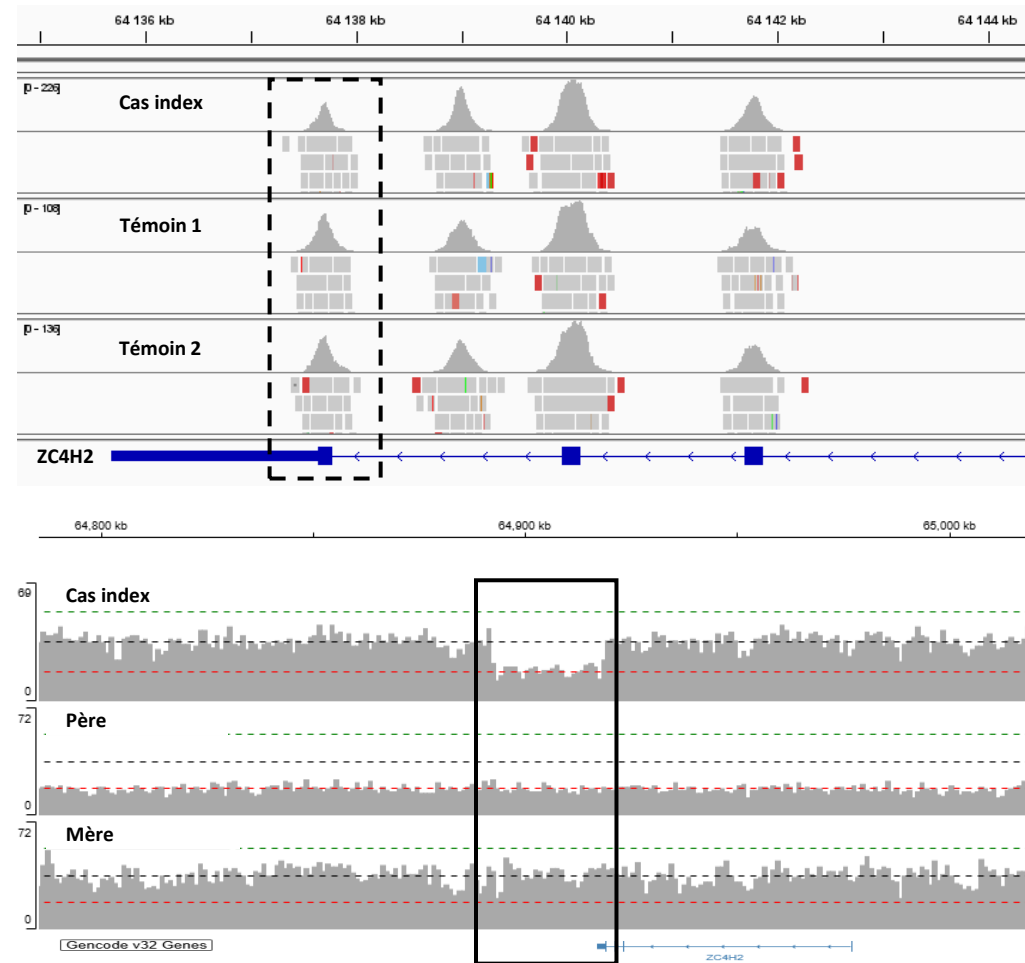 64 136 kb 64 138 kb 64 140 kb 64 142 kb 64 144 kb
[0 - 226]
Cas index
[0 - 108]
Témoin 1
[0 - 136]
Témoin 2
ZC4H2
64,800 kb 64,900 kb 65,000 kb
69
Cas index
0
72
Père
0
72
Mère
0
Gencode v32 Genes
ZC4H2